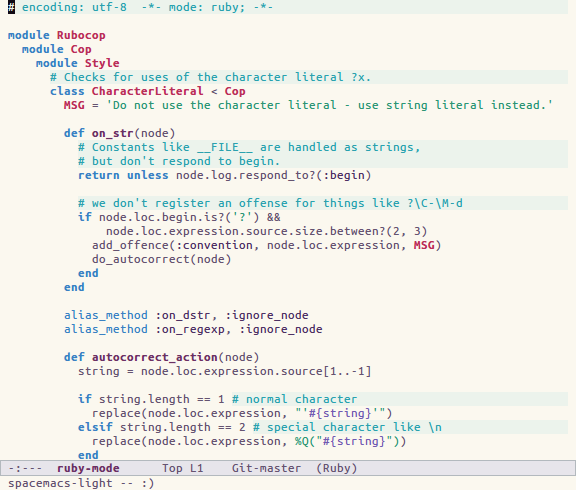 # encoding: utf-8  -*- mode: ruby; -*-
module Rubocop
  module Cop
    module Style
      # Checks for uses of the character literal ?x.
      class CharacterLiteral < Cop
        MSG = 'Do not use the character literal - use string literal instead.'
        def on_str(node)
          # Constants like __FILE__ are handled as strings,
          # but don't respond to begin.
          return unless node.log.respond_to?(:begin)
          # we don't register an offense for things like ?\C-\M-d
          if node.loc.begin.is?('?') &&
              node.loc.expression.source.size.between?(2, 3)
            add_offence(:convention, node.loc.expression, MSG)
            do_autocorrect(node)
          end
        end
        alias_method :on_dstr, :ignore_node
        alias_method :on_regexp, :ignore_node
        def autocorrect_action(node)
          string = node.loc.expression.source[1..-1]
          if string.length == 1 # normal character
            replace(node.loc.expression, "'#{string}'")
          elsif string.length == 2 # special character like \n
            replace(node.loc.expression, %Q("#{string}"))
          end
-:---  ruby-mode      Top L1    Git-master  (Ruby)
spacemacs-light -- :)